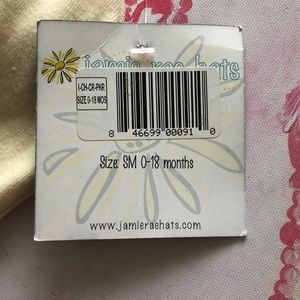 jamie rae hats
I-CH-CR-PKR
SIZE 0-18 MOS
8 46699 00091 0
Size: SM 0-18 months
www.jamieraehats.com